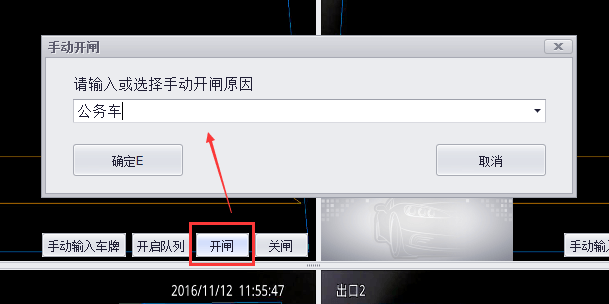 手动开闸
请输入或选择手动开闸原因
公务车
确定E
取消
手动输入车牌
开启队列
开闸
关闸
手动输
2016/11/12 11:55:47
出口2